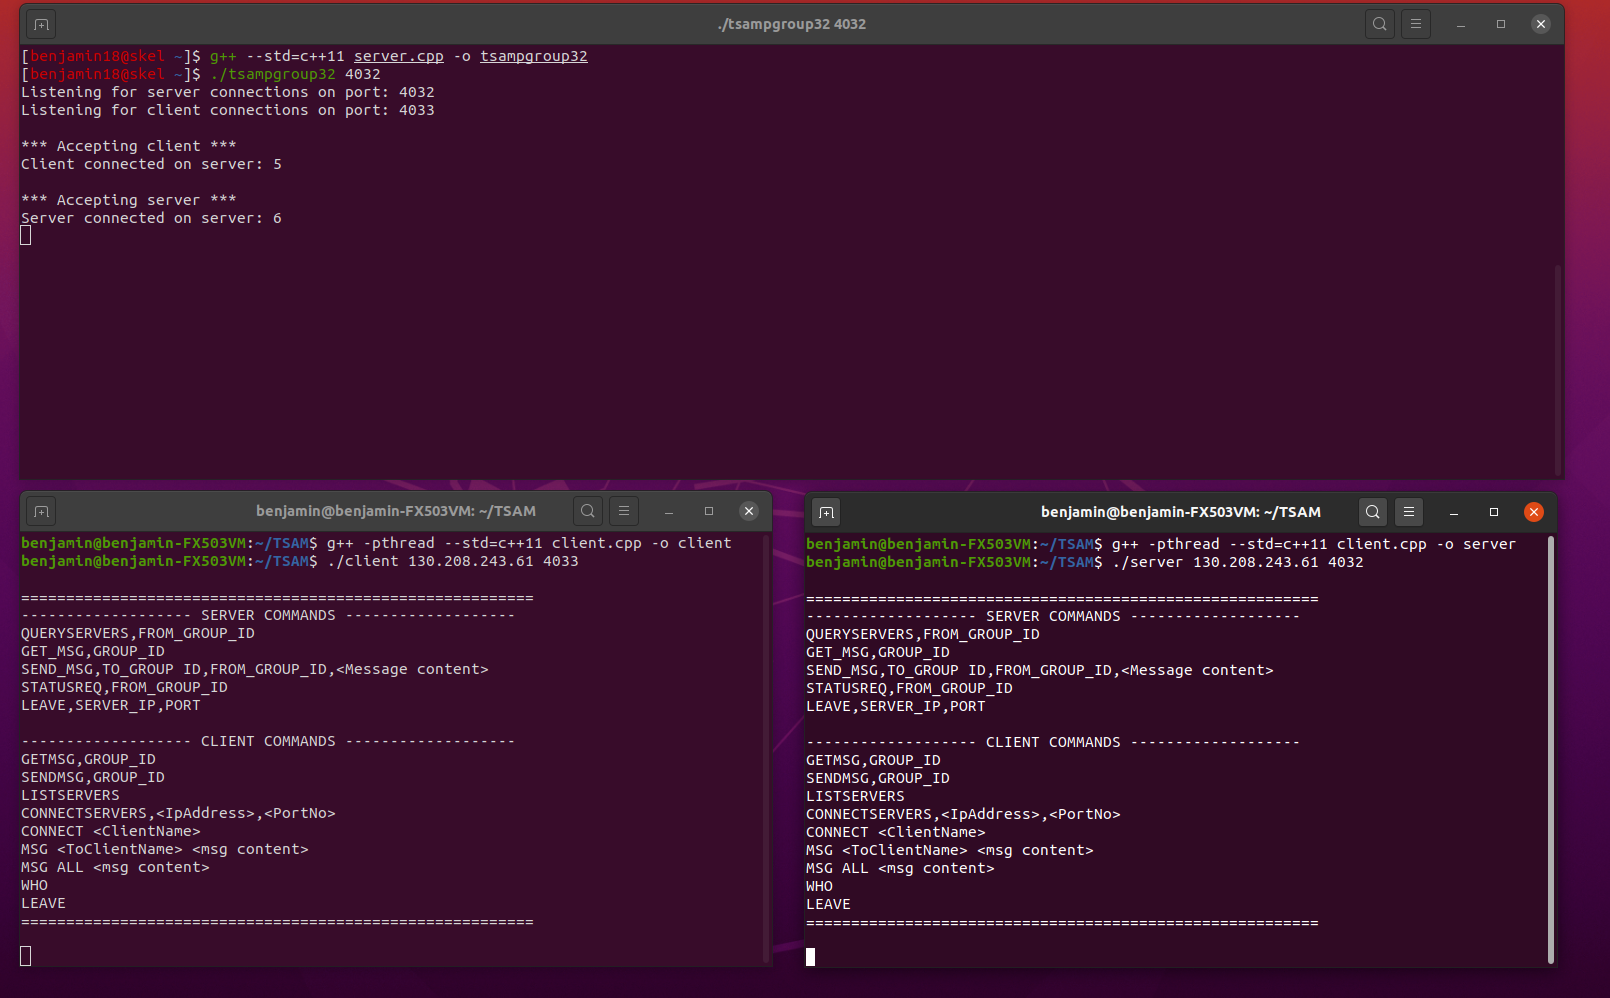 ./tsampgroup32 4032
[benjamin18@skel ~]$ g++ --std=c++11 server.cpp -o tsampgroup32
[benjamin18@skel ~]$ ./tsampgroup32 4032
Listening for server connections on port: 4032
Listening for client connections on port: 4033
*** Accepting client ***
Client connected on server: 5
*** Accepting server ***
Server connected on server: 6
benjamin@benjamin-FX503VM: ~/TSAM
benjamin@benjamin-FX503VM:~/TSAM$ g++ -pthread --std=c++11 client.cpp -o client
benjamin@benjamin-FX503VM:~/TSAM$ ./client 130.208.243.61 4033
=========================================================
------------------- SERVER COMMANDS -------------------
QUERYSERVERS,FROM_GROUP_ID
GET_MSG,GROUP_ID
SEND_MSG,TO_GROUP ID,FROM_GROUP_ID,<Message content>
STATUSREQ,FROM_GROUP_ID
LEAVE,SERVER_IP,PORT
------------------- CLIENT COMMANDS -------------------
GETMSG,GROUP_ID
SENDMSG,GROUP_ID
LISTSERVERS
CONNECTSERVERS,<IpAddress>,<PortNo>
CONNECT <ClientName>
MSG <ToClientName> <msg content>
MSG ALL <msg content>
WHO
LEAVE
=========================================================
benjamin@benjamin-FX503VM: ~/TSAM
benjamin@benjamin-FX503VM:~/TSAM$ g++ -pthread --std=c++11 client.cpp -o server
benjamin@benjamin-FX503VM:~/TSAM$ ./server 130.208.243.61 4032
=========================================================
------------------- SERVER COMMANDS -------------------
QUERYSERVERS,FROM_GROUP_ID
GET_MSG,GROUP_ID
SEND_MSG,TO_GROUP ID,FROM_GROUP_ID,<Message content>
STATUSREQ,FROM_GROUP_ID
LEAVE,SERVER_IP,PORT
------------------- CLIENT COMMANDS -------------------
GETMSG,GROUP_ID
SENDMSG,GROUP_ID
LISTSERVERS
CONNECTSERVERS,<IpAddress>,<PortNo>
CONNECT <ClientName>
MSG <ToClientName> <msg content>
MSG ALL <msg content>
WHO
LEAVE
=========================================================